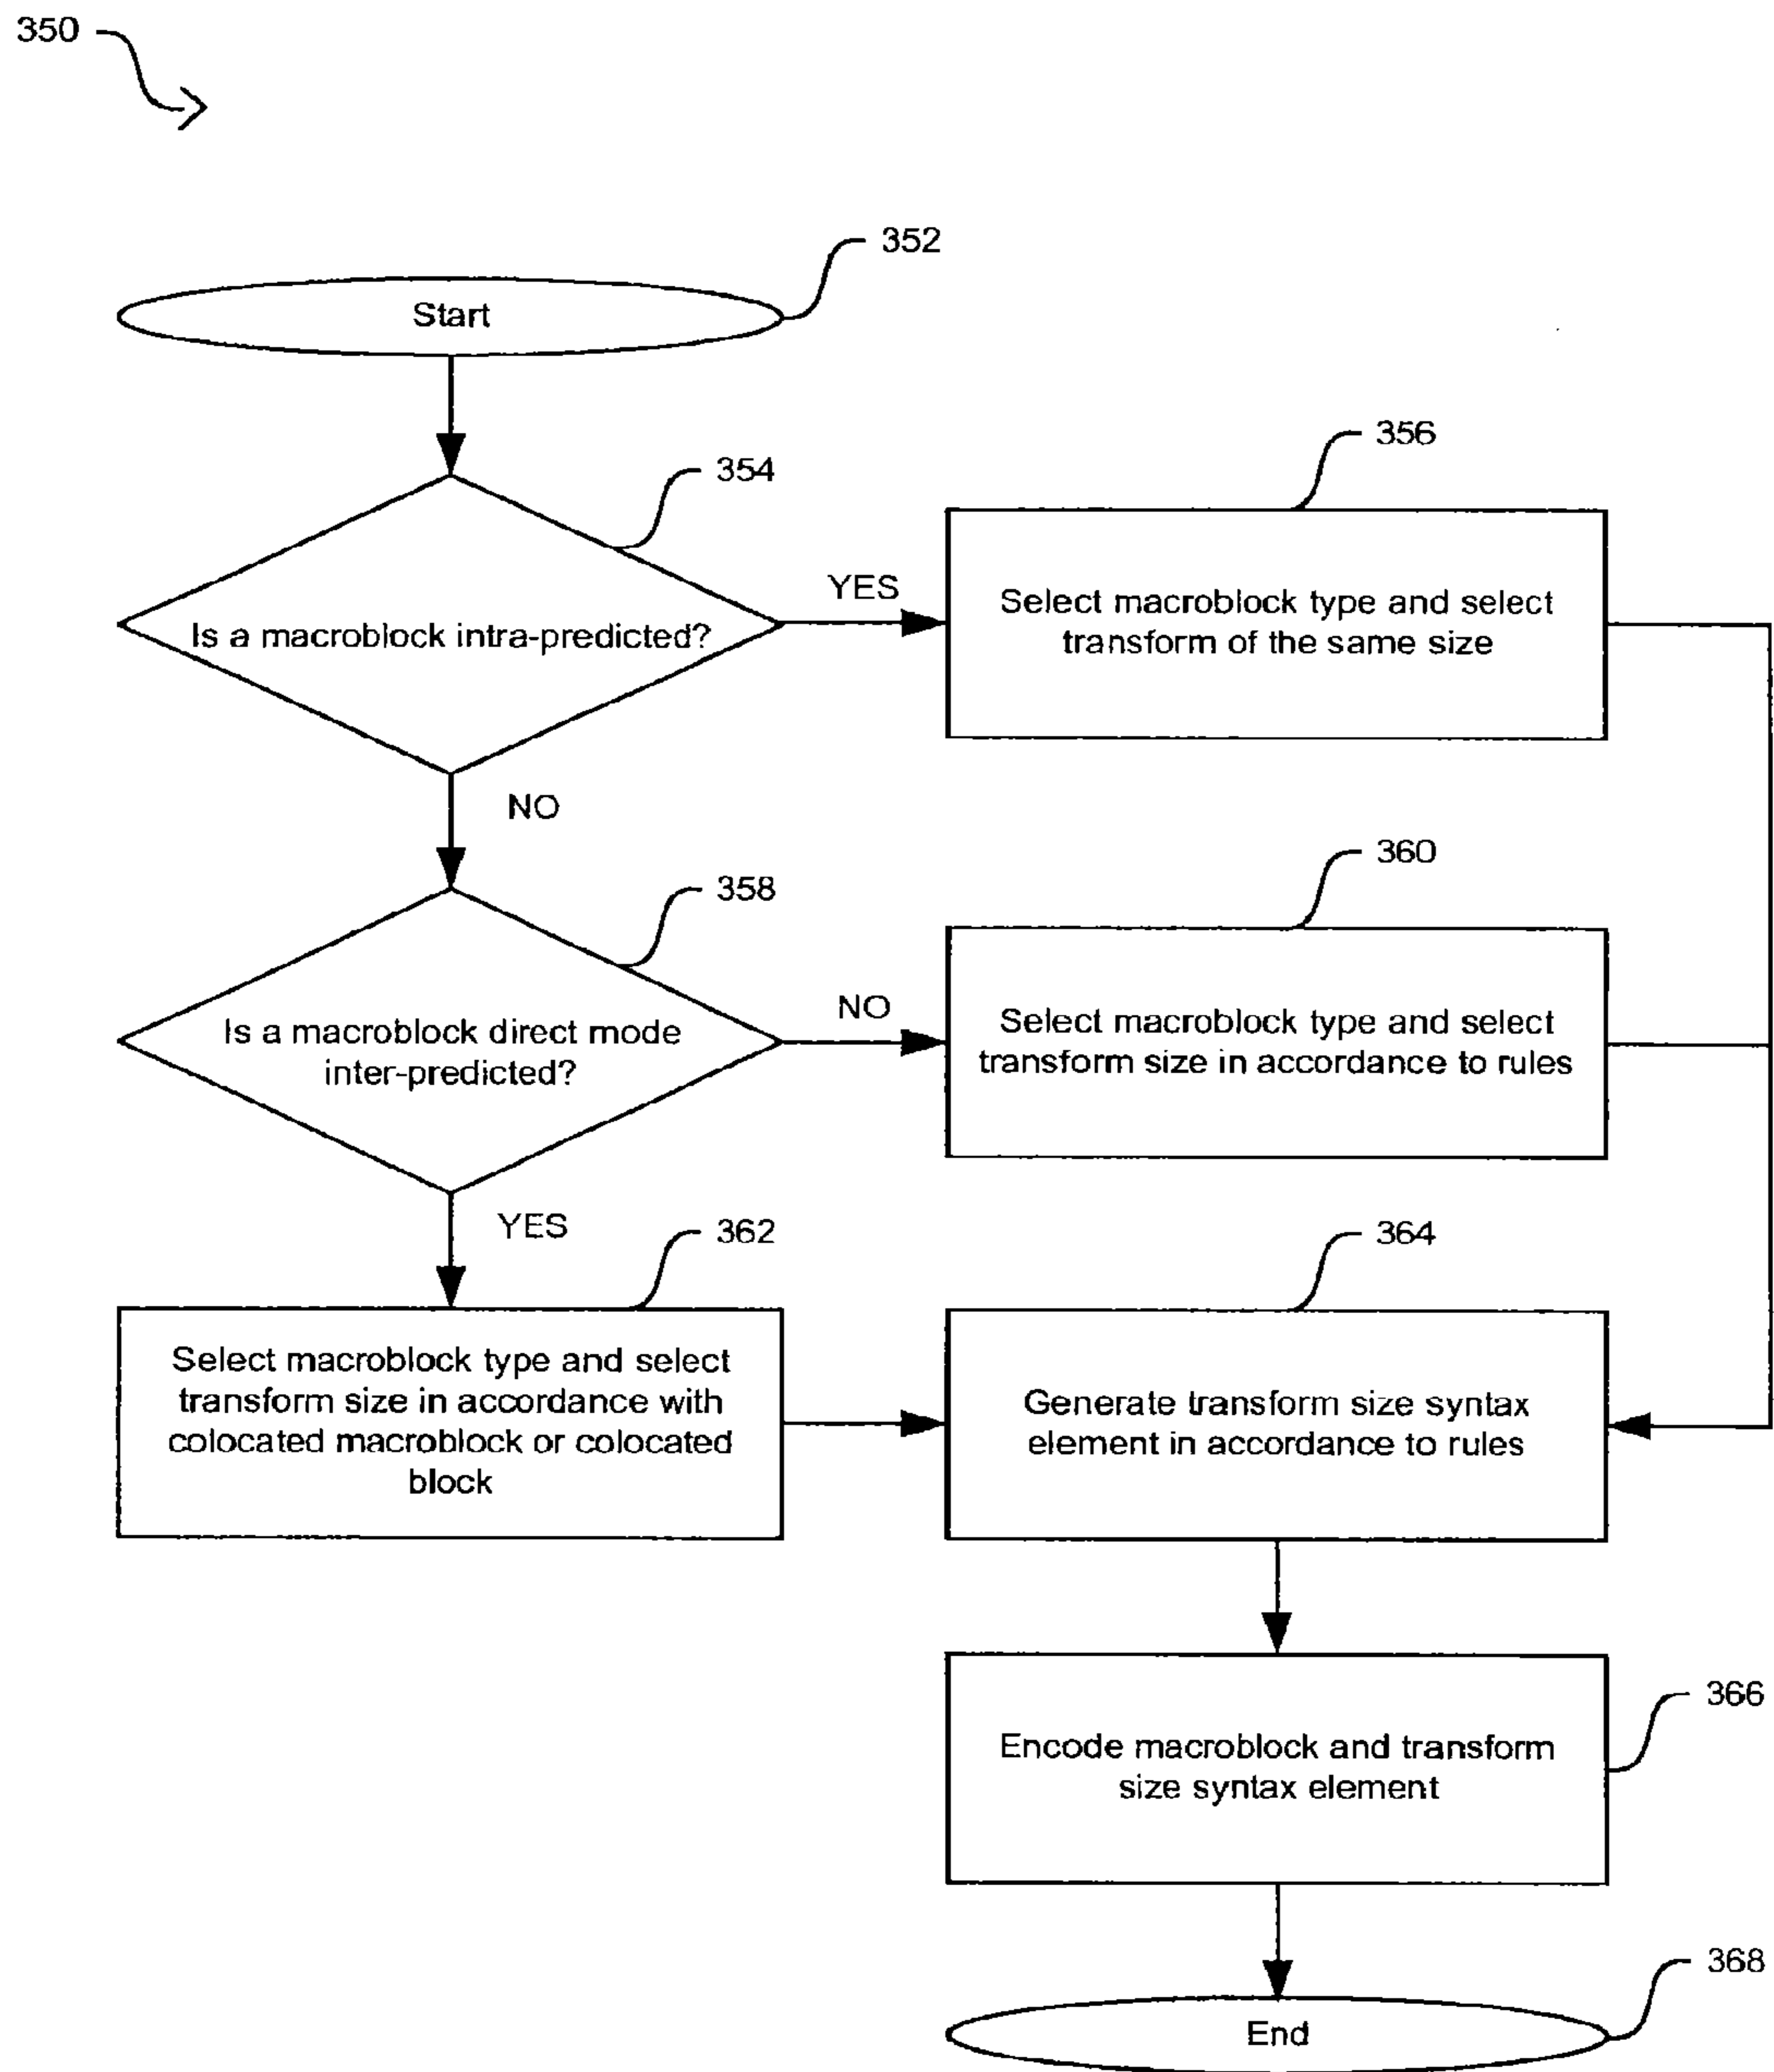 350
352
Start
354
356
YES
Is a macroblock intra-predicted?
Select macroblock type and select
transform of the same size
NO
358
360
NO
Is a macroblock direct mode
inter-predicted?
Select macroblock type and select
transform size in accordance to rules
YES
362
364
Select macroblock type and select
transform size in accordance with
colocated macroblock or colocated
block
Generate transform size syntax
element in accordance to rules
366
Encode macroblock and transform
size syntax element
368
End